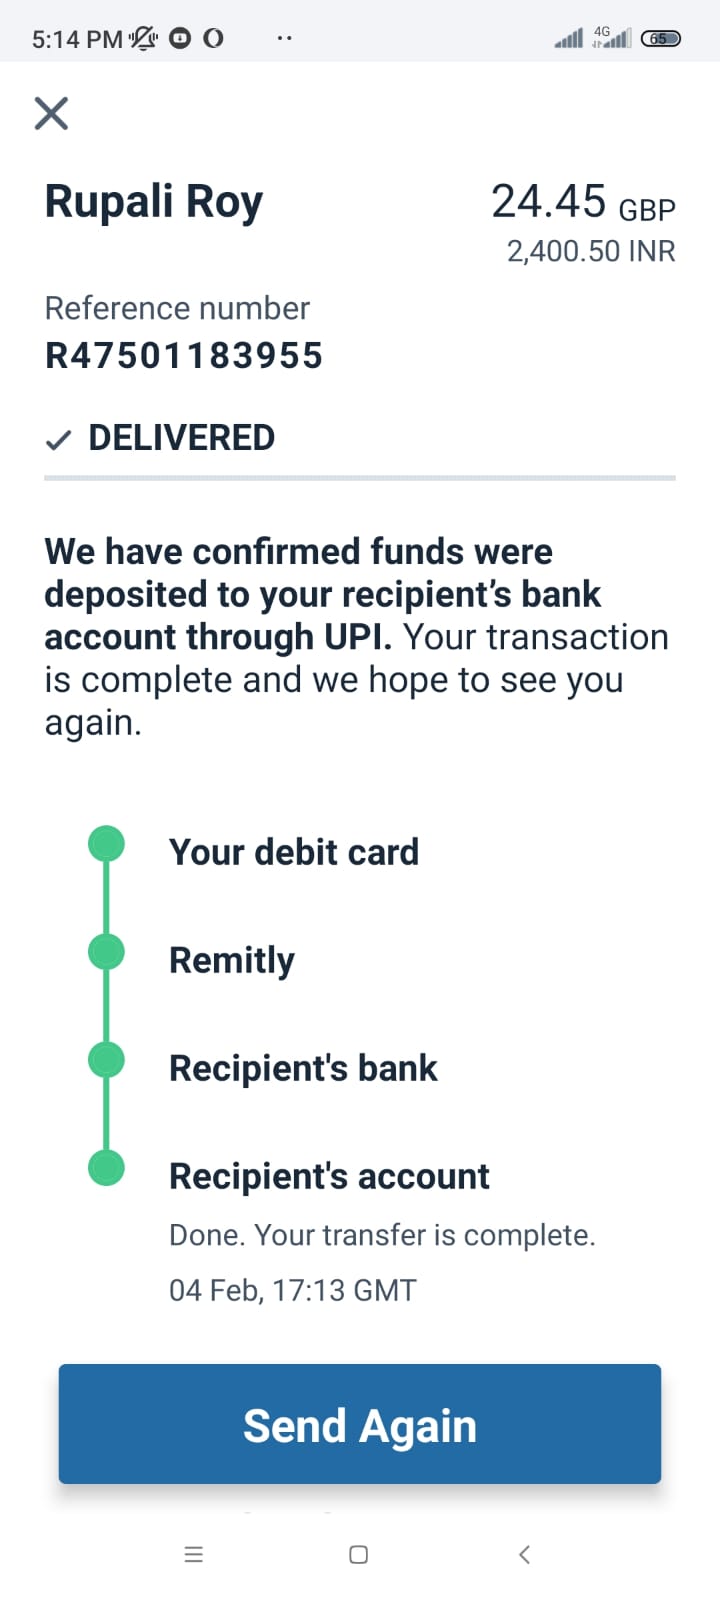 5:14 PM
4G
65
Rupali Roy
24.45 GBP
2,400.50 INR
Reference number
R47501183955
✓ DELIVERED
We have confirmed funds were
deposited to your recipient’s bank
account through UPI. Your transaction
is complete and we hope to see you
again.
Your debit card
Remitly
Recipient's bank
Recipient's account
Done. Your transfer is complete.
04 Feb, 17:13 GMT
Send Again